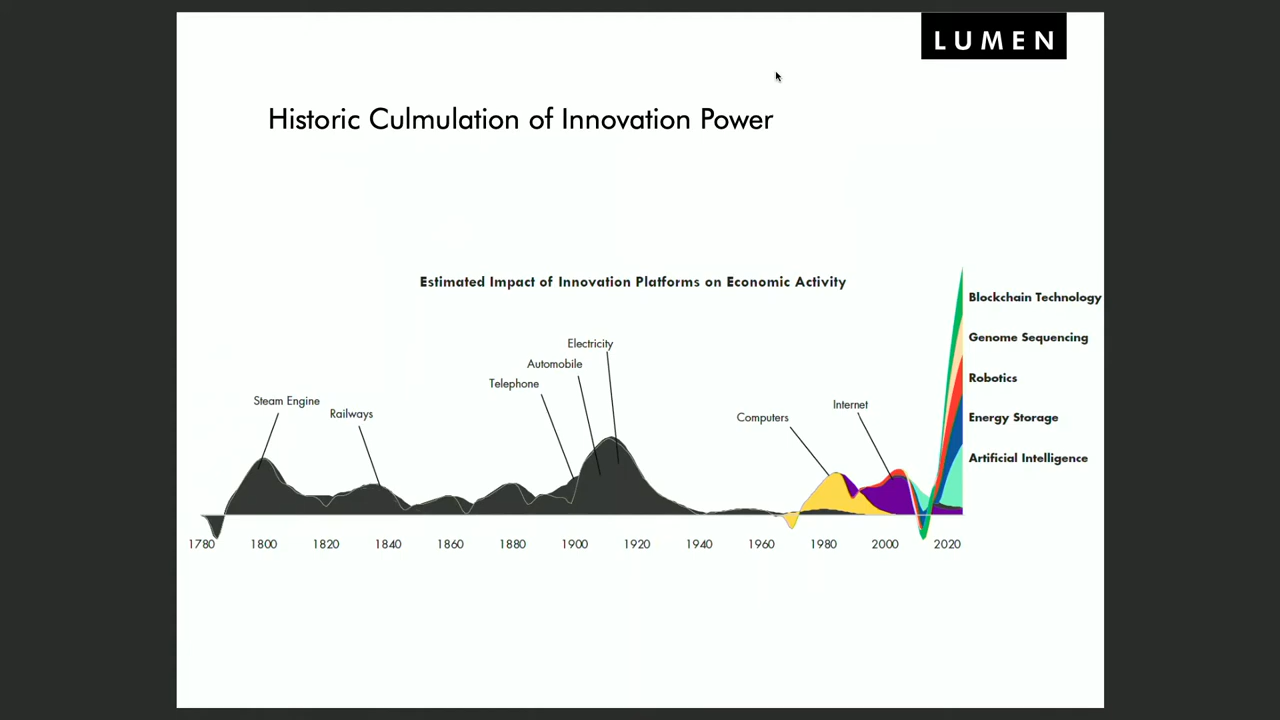 LUMEN
Historic Culmulation of Innovation Power
Estimated Impact of Innovation Platforms on Economic Activity
Blockchain Technology
Genome Sequencing
Electricity
Automobile
Robotics
Telephone
Steam Engine
Internet
Railways
Computers
Energy Storage
Artificial Intelligence
1780 1800 1820 1840 1860 1880 1900 1920 1940 1960 1980 2000 2020